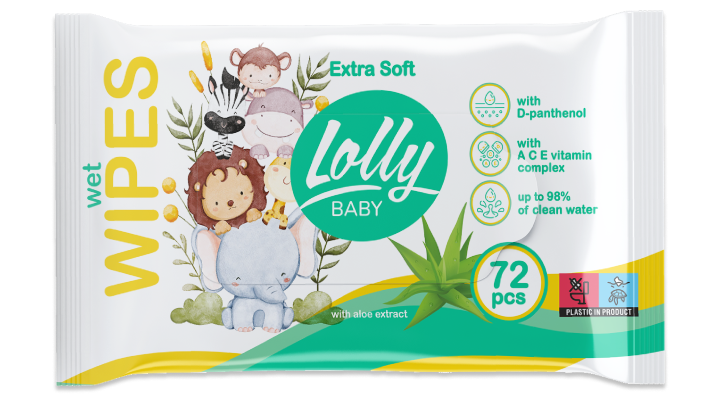 wet
WIPES
Extra Soft
Lolly
BABY
with
D-panthenol
with
A C E vitamin
complex
up to 98%
of clean water
72
pcs
with aloe extract
PLASTIC IN PRODUCT